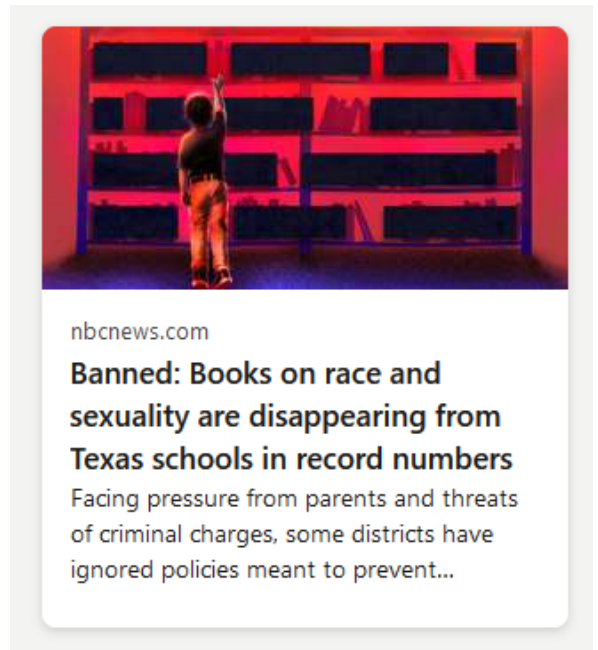 nbcnews.com
Banned: Books on race and
sexuality are disappearing from
Texas schools in record numbers
Facing pressure from parents and threats
of criminal charges, some districts have
ignored policies meant to prevent...